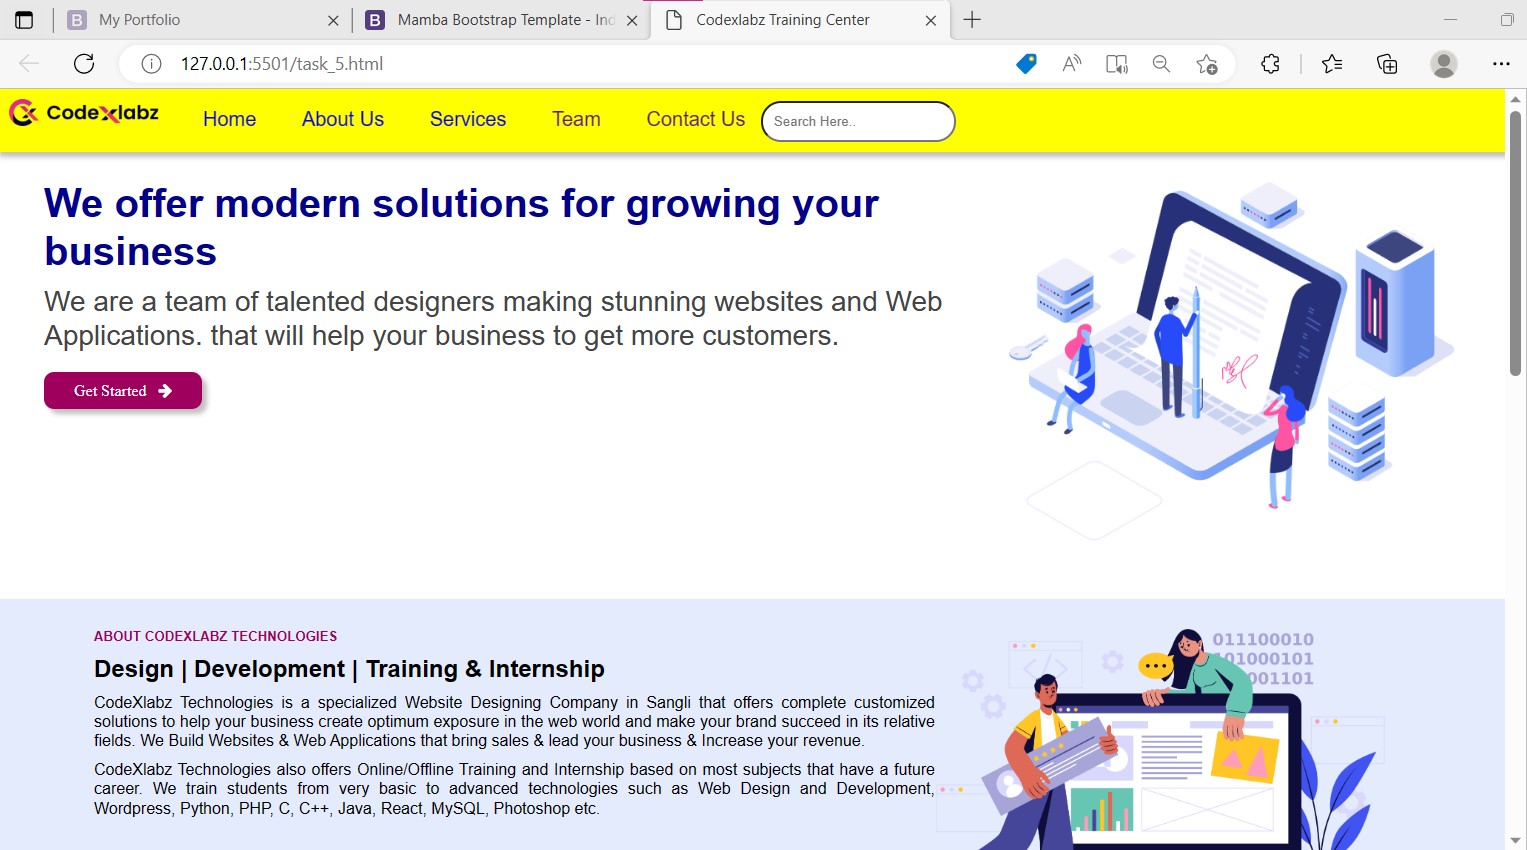 My Portfolio
Mamba Bootstrap Template - Ind
Codexlabz Training Center
127.0.0.1:5501/task_5.html
CodeXlabz
Home
About Us
Services
Team
Contact Us
Search Here..
We offer modern solutions for growing your
business
We are a team of talented designers making stunning websites and Web
Applications. that will help your business to get more customers.
Get Started
ABOUT CODEXLABZ TECHNOLOGIES
Design | Development | Training & Internship
CodeXlabz Technologies is a specialized Website Designing Company in Sangli that offers complete customized
solutions to help your business create optimum exposure in the web world and make your brand succeed in its relative
fields. We Build Websites & Web Applications that bring sales & lead your business & Increase your revenue.
CodeXlabz Technologies also offers Online/Offline Training and Internship based on most subjects that have a future
career. We train students from very basic to advanced technologies such as Web Design and Development,
Wordpress, Python, PHP, C, C++, Java, React, MySQL, Photoshop etc.
011100010
101000101
001101